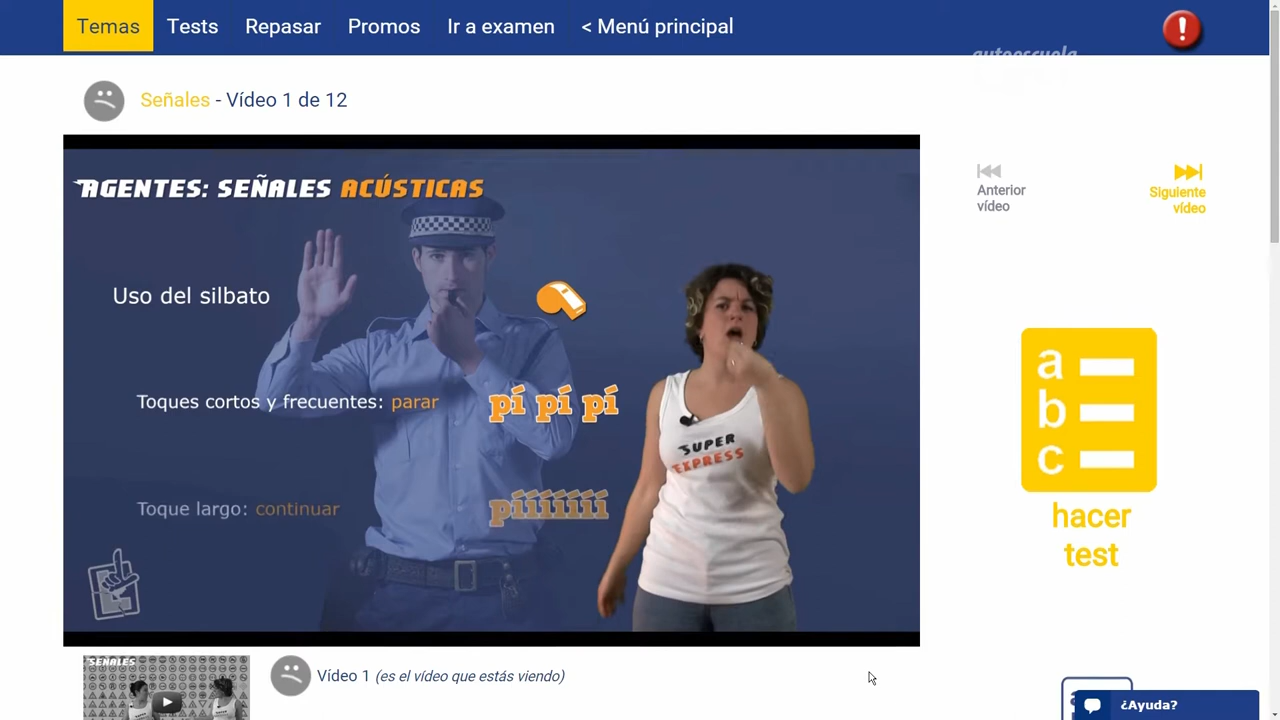 Temas Tests Repasar Promos Ir a examen < Menú principal
autoescuela
Señales - Vídeo 1 de 12
AGENTES: SEÑALES ACÚSTICAS
Anterior vídeo
Siguiente vídeo
Uso del silbato
Toques cortos y frecuentes: parar
pí pí pí
SUPER
EXPRESS
Toque largo: continuar
pííííííí
a
b
c
hacer
test
SEÑALES
Vídeo 1 (es el vídeo que estás viendo)
¿Ayuda?